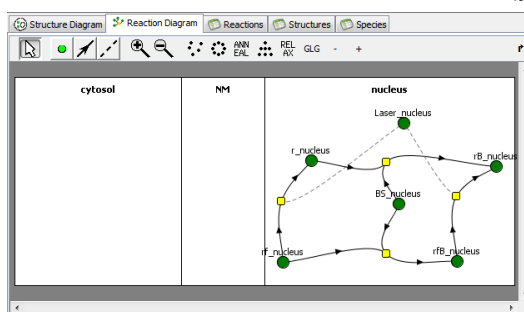 Structure Diagram Reaction Diagram Reactions Structures Species
ANN EAL REL AX GLG - +
cytosol NM nucleus
Laser_nucleus
r_nucleus
rB_nucleus
BS_nucleus
rf_nucleus
rfB_nucleus